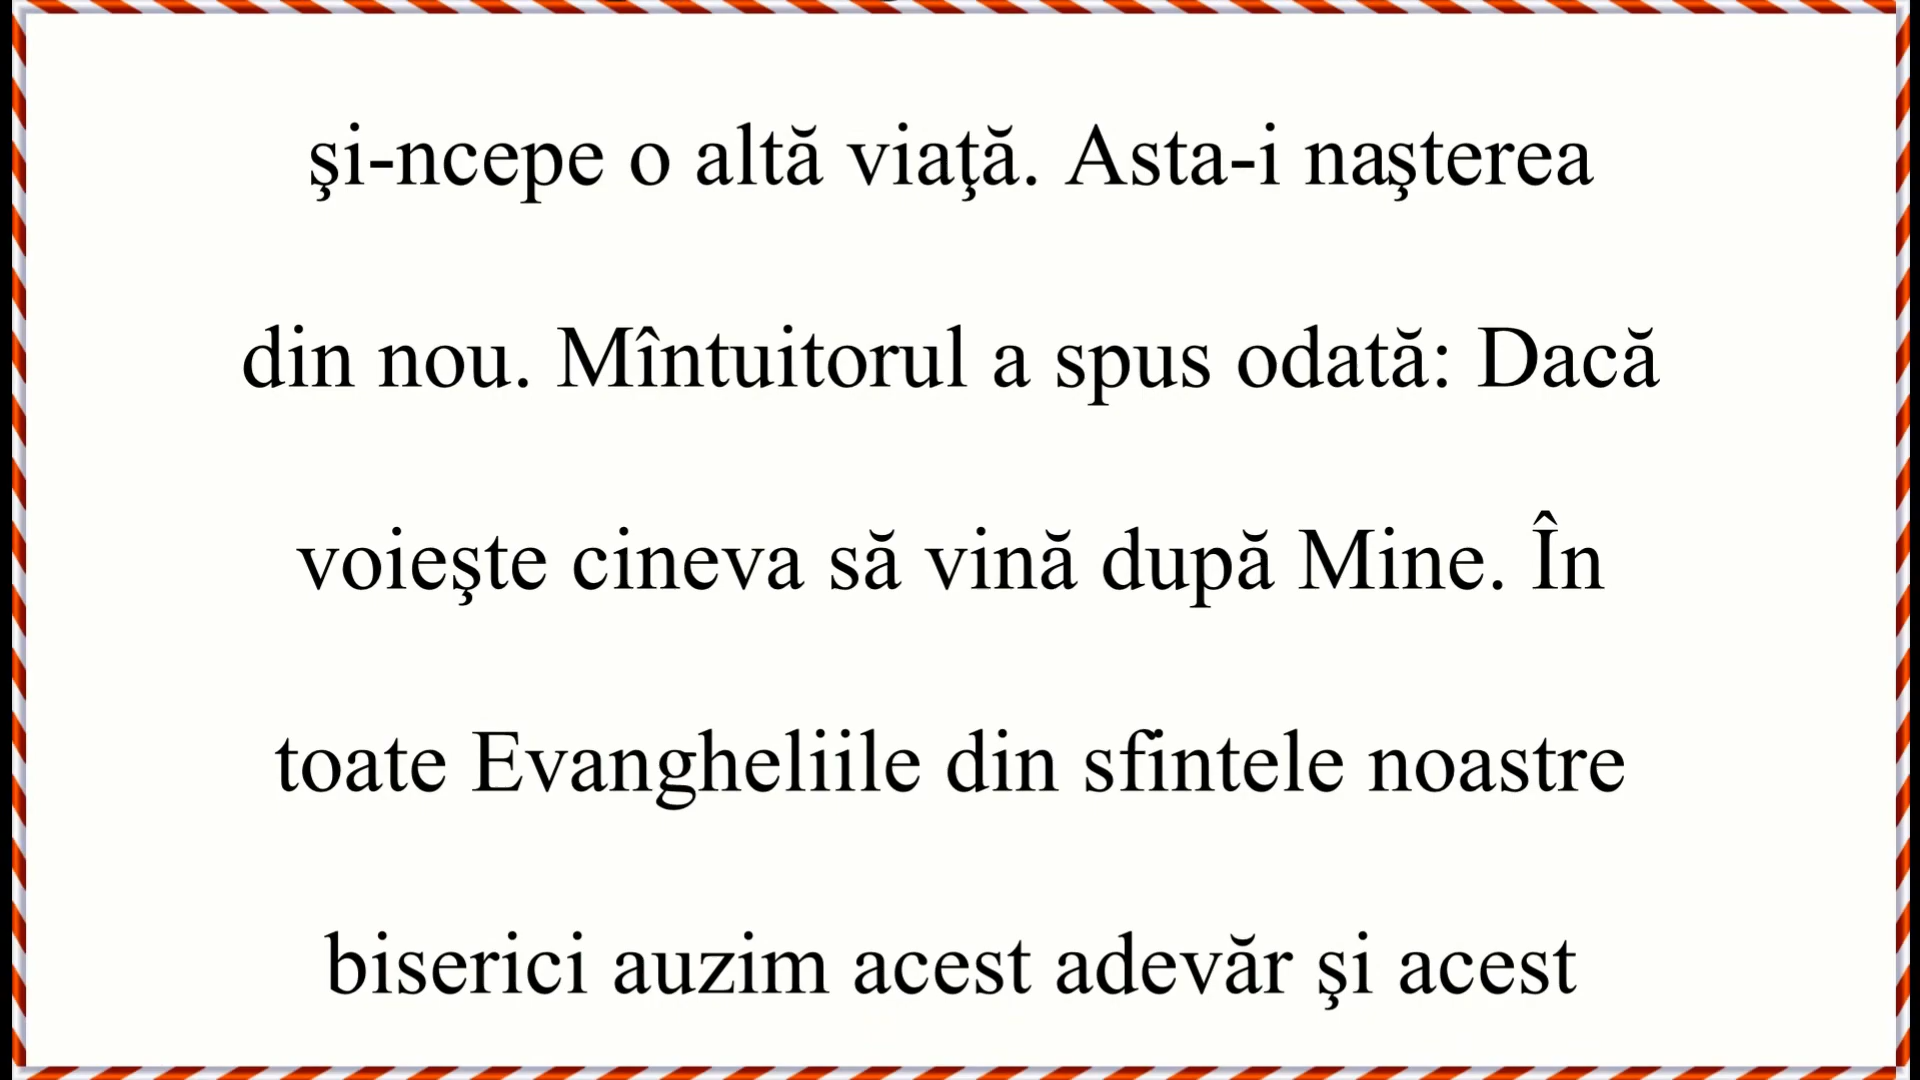 şi-ncepe o altă viaţă. Asta-i naşterea
din nou. Mîntuitorul a spus odată: Dacă
voieşte cineva să vină după Mine. În
toate Evangheliile din sfintele noastre
biserici auzim acest adevăr şi acest